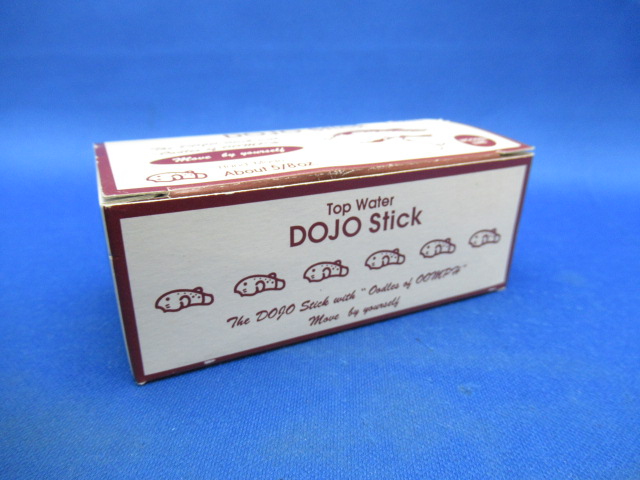 Move by yourself
About 5/8oz
Top Water
DOJO Stick
The DOJO Stick with "Oodles of OOMPH"
Move by yourself